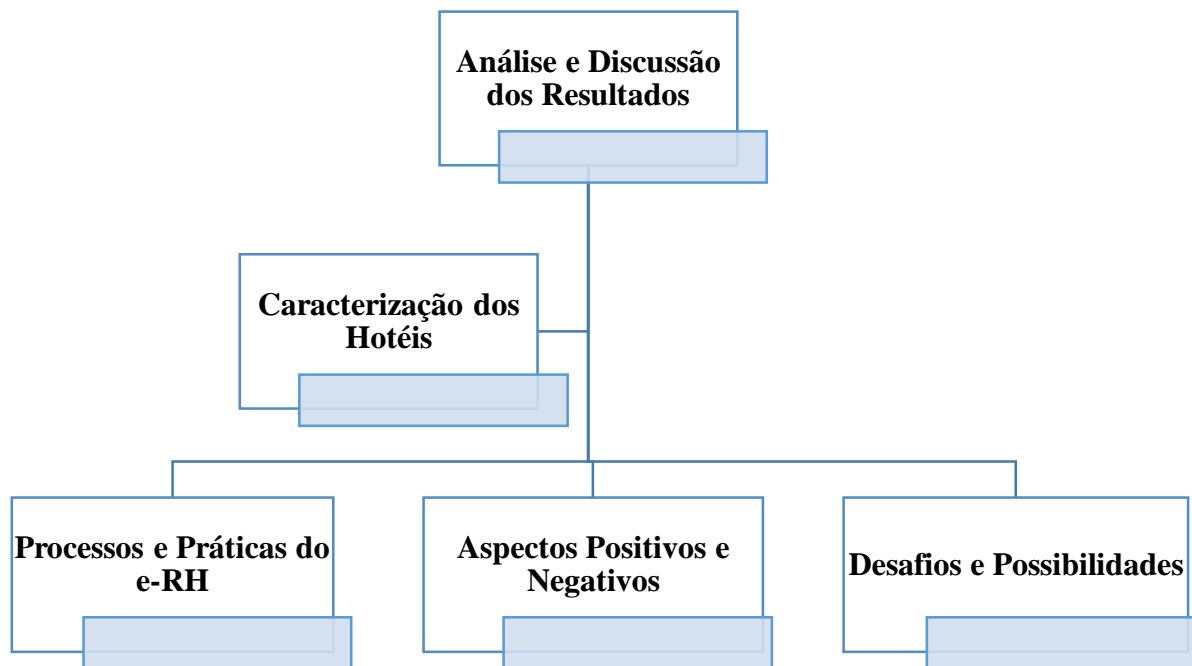 Análise e Discussão
dos Resultados
Caracterização dos
Hotéis
Processos e Práticas do
e-RH
Aspectos Positivos e
Negativos
Desafios e Possibilidades